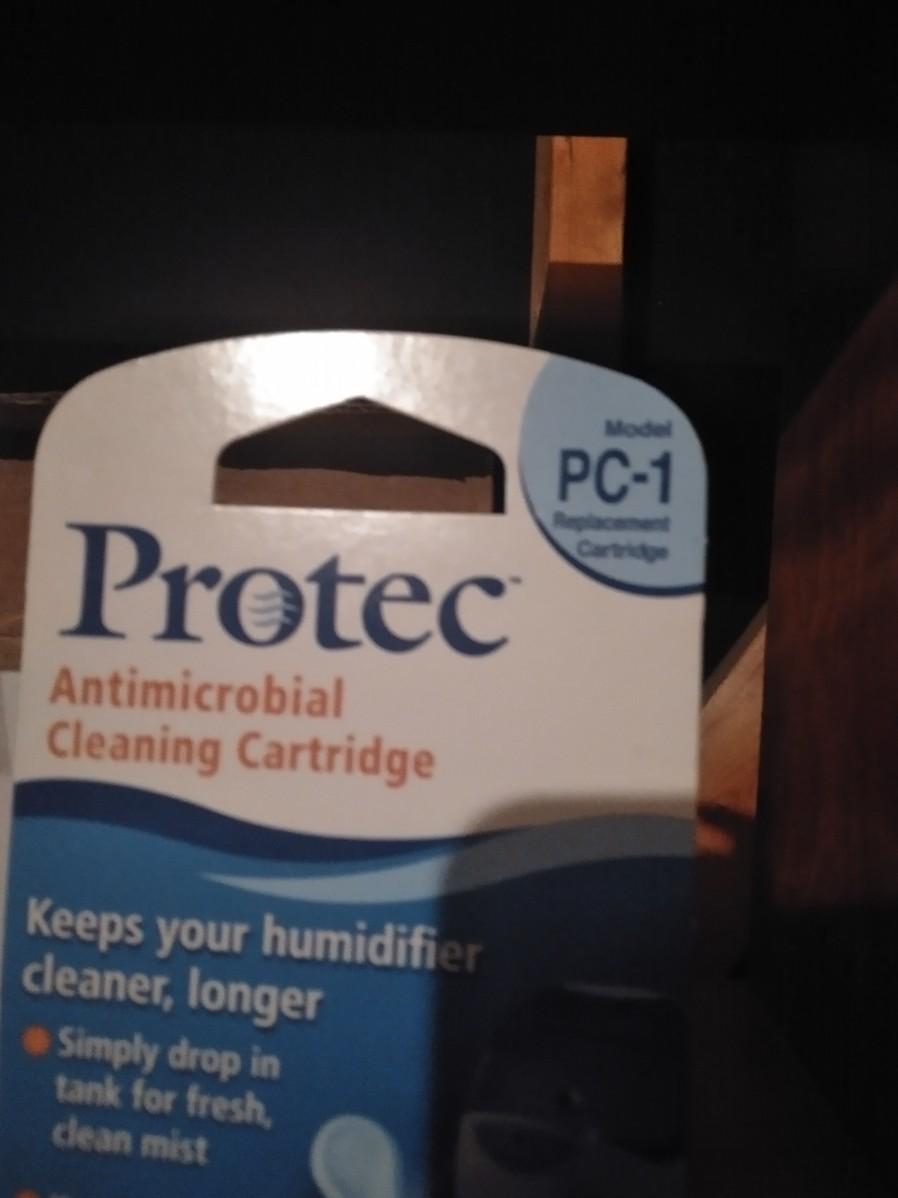 Model
PC-1
Replacement
Cartridge
Protec™
Antimicrobial
Cleaning Cartridge
Keeps your humidifier
cleaner, longer
Simply drop in
tank for fresh,
clean mist